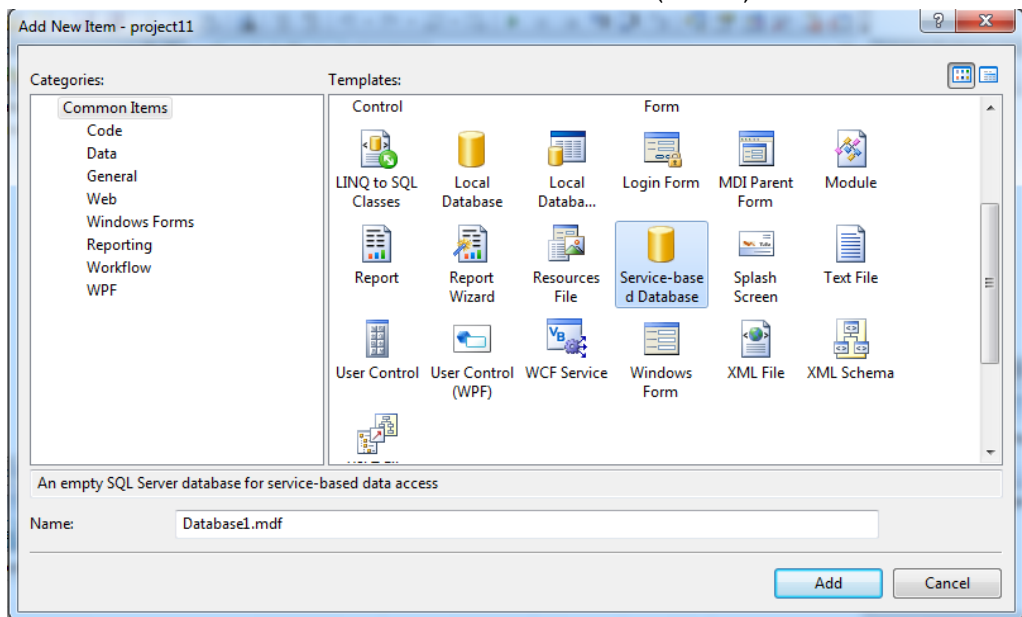 Add New Item - project11
Categories:
Templates:
Common Items
Code
Data
General
Web
Windows Forms
Reporting
Workflow
WPF
Control
Form
LINQ to SQL
Classes
Local
Database
Local
Databa...
Login Form
MDI Parent
Form
Module
Report
Report
Wizard
Resources
File
Service-base
d Database
Splash
Screen
Text File
User Control
User Control
(WPF)
WCF Service
Windows
Form
XML File
XML Schema
An empty SQL Server database for service-based data access
Name:
Database1.mdf
Add
Cancel